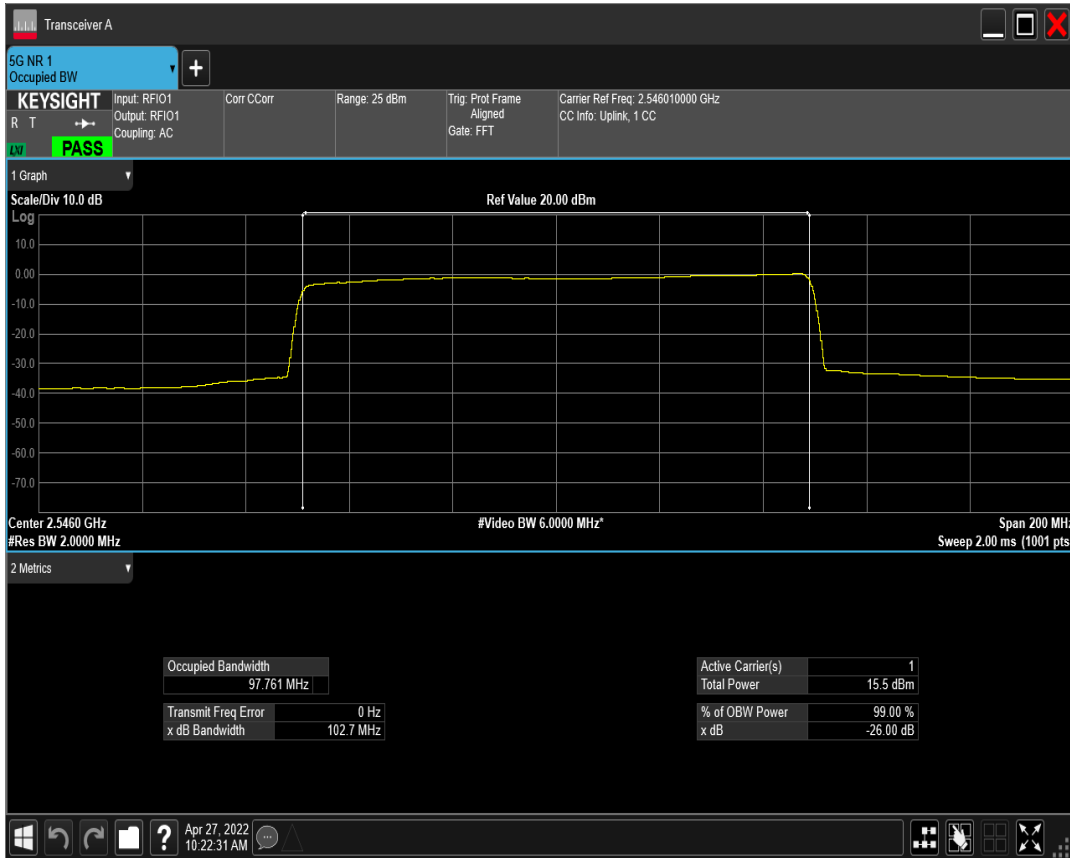 Transceiver A
5G NR 1
Occupied BW
+
KEYSIGHT
R T
LXI
PASS
Input: RFIO1
Output: RFIO1
Coupling: AC
Corr CCorr
Range: 25 dBm
Trig: Prot Frame
Aligned
Gate: FFT
Carrier Ref Freq: 2.546010000 GHz
CC Info: Uplink, 1 CC
1 Graph
Scale/Div 10.0 dB
Ref Value 20.00 dBm
Log
10.0
0.00
-10.0
-20.0
-30.0
-40.0
-50.0
-60.0
-70.0
Center 2.5460 GHz
#Video BW 6.0000 MHz*
Span 200 MHz
#Res BW 2.0000 MHz
Sweep 2.00 ms (1001 pts
2 Metrics
Occupied Bandwidth
97.761 MHz
Transmit Freq Error 0 Hz
x dB Bandwidth 102.7 MHz
Active Carrier(s) 1
Total Power 15.5 dBm
% of OBW Power 99.00 %
x dB -26.00 dB
?
Apr 27, 2022
10:22:31 AM